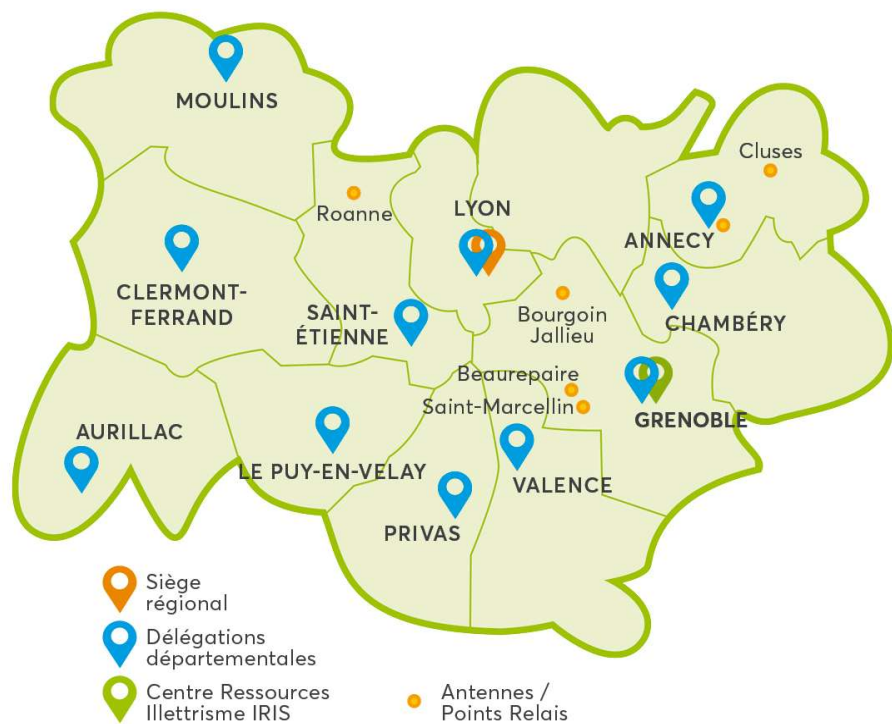 MOULINS
Cluses
Roanne
LYON
ANNECY
CLERMONT-
FERRAND
SAINT-
ÉTIENNE
Bourgoin
Jallieu
CHAMBÉRY
Beaurepaire
Saint-Marcellin
GRENOBLE
AURILLAC
LE PUY-EN-VELAY
VALENCE
PRIVAS
Siège
régional
Délégations
départementales
Centre Ressources
Illettrisme IRIS
Antennes /
Points Relais